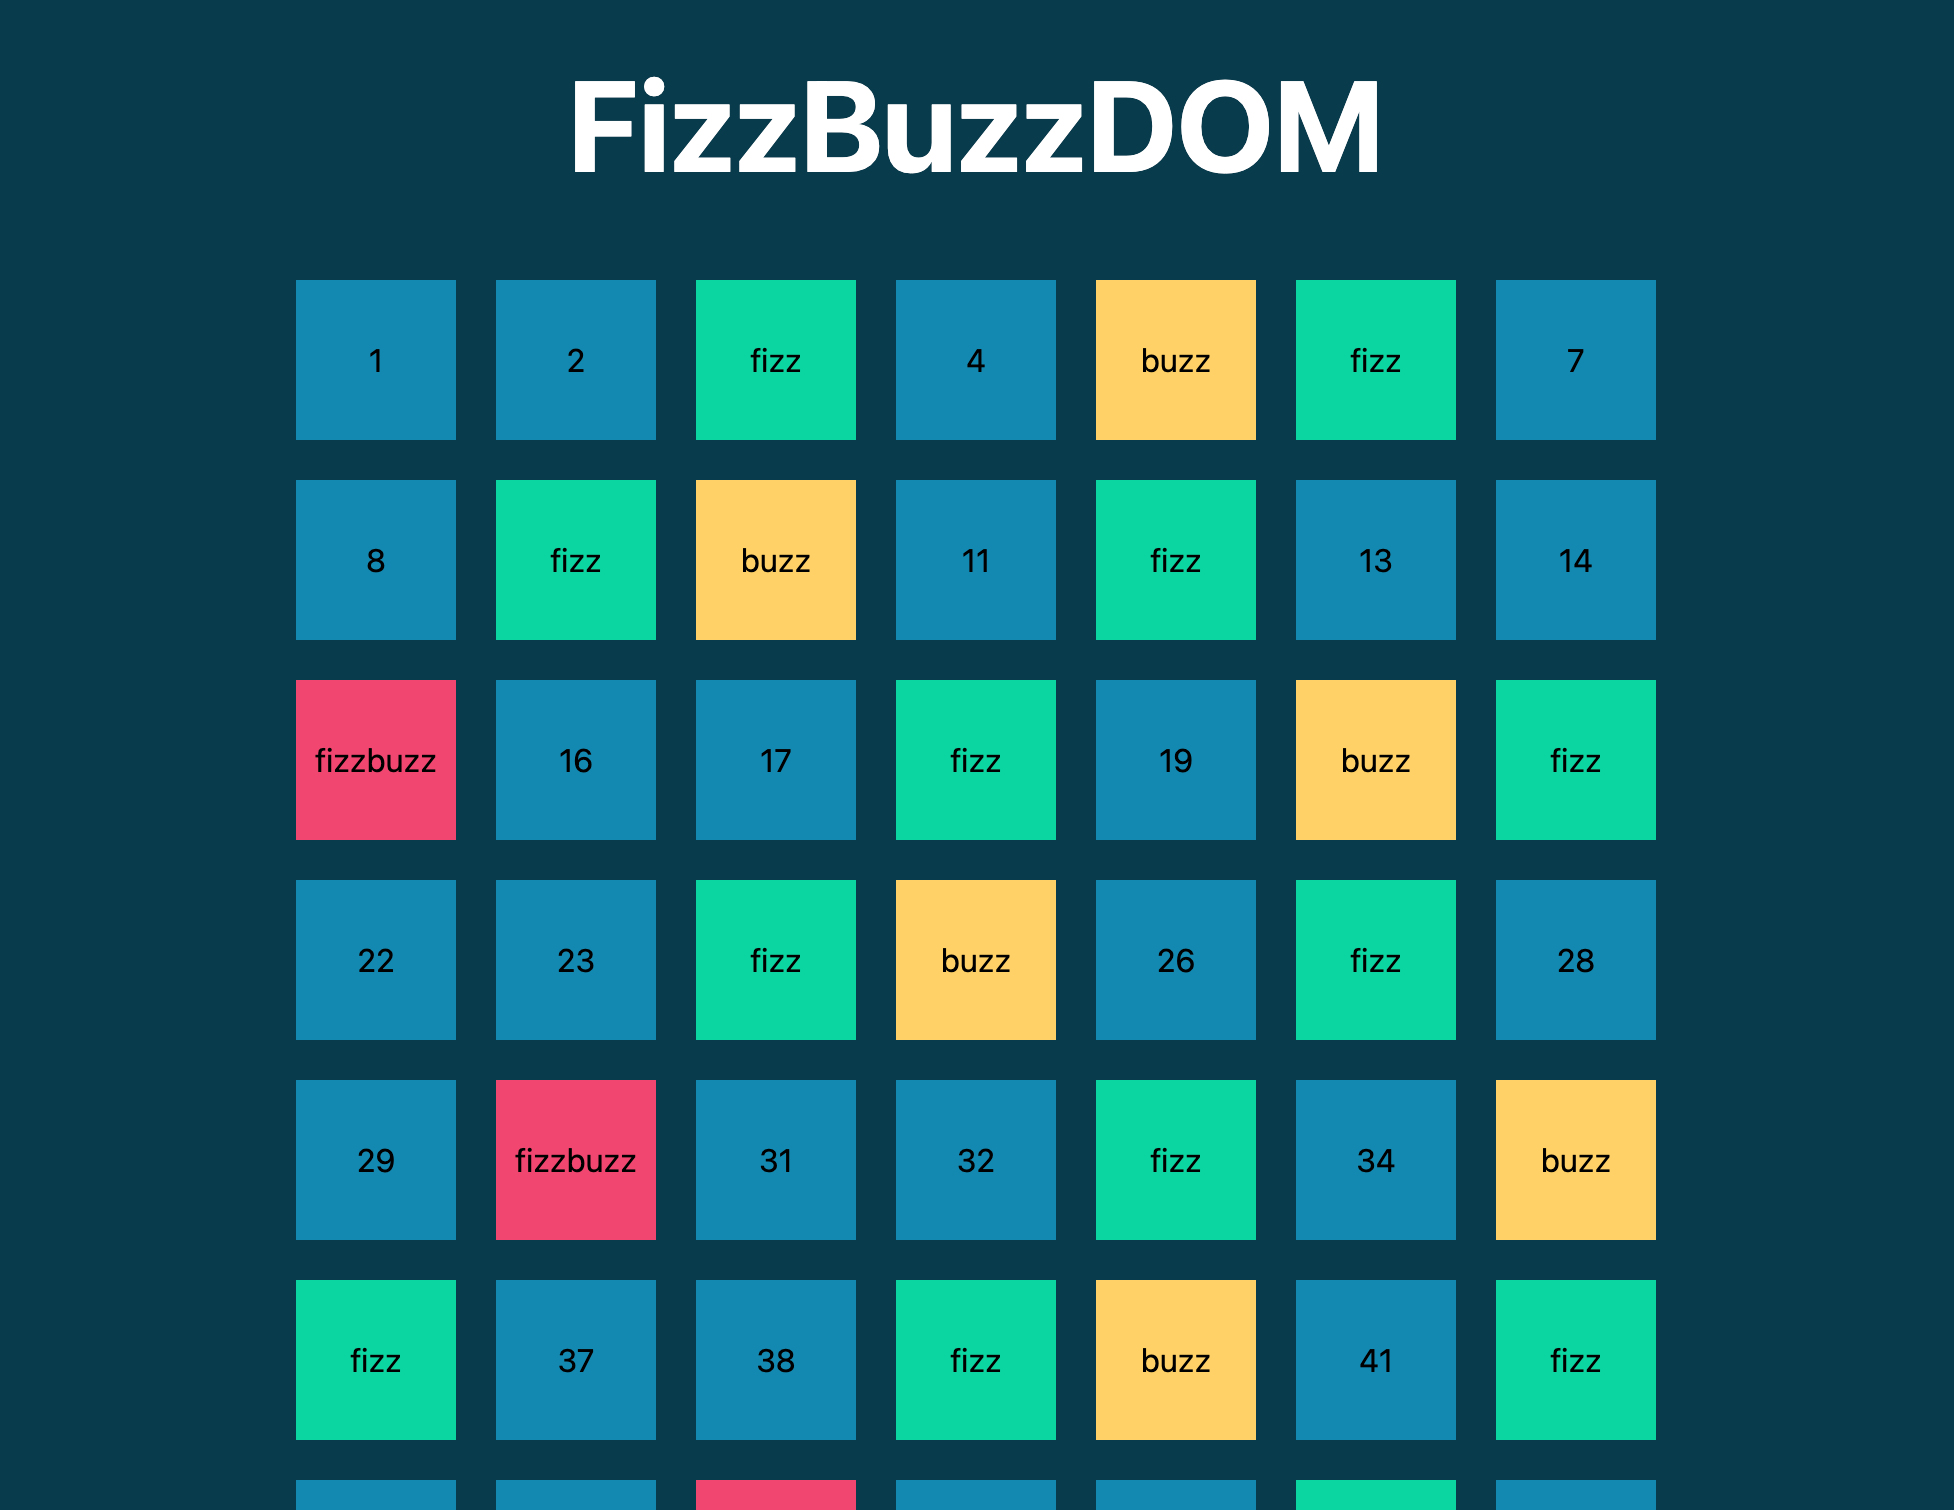 FizzBuzzDOM
1 2 fizz 4 buzz fizz 7
8 fizz buzz 11 fizz 13 14
fizzbuzz 16 17 fizz 19 buzz fizz
22 23 fizz buzz 26 fizz 28
29 fizzbuzz 31 32 fizz 34 buzz
fizz 37 38 fizz buzz 41 fizz